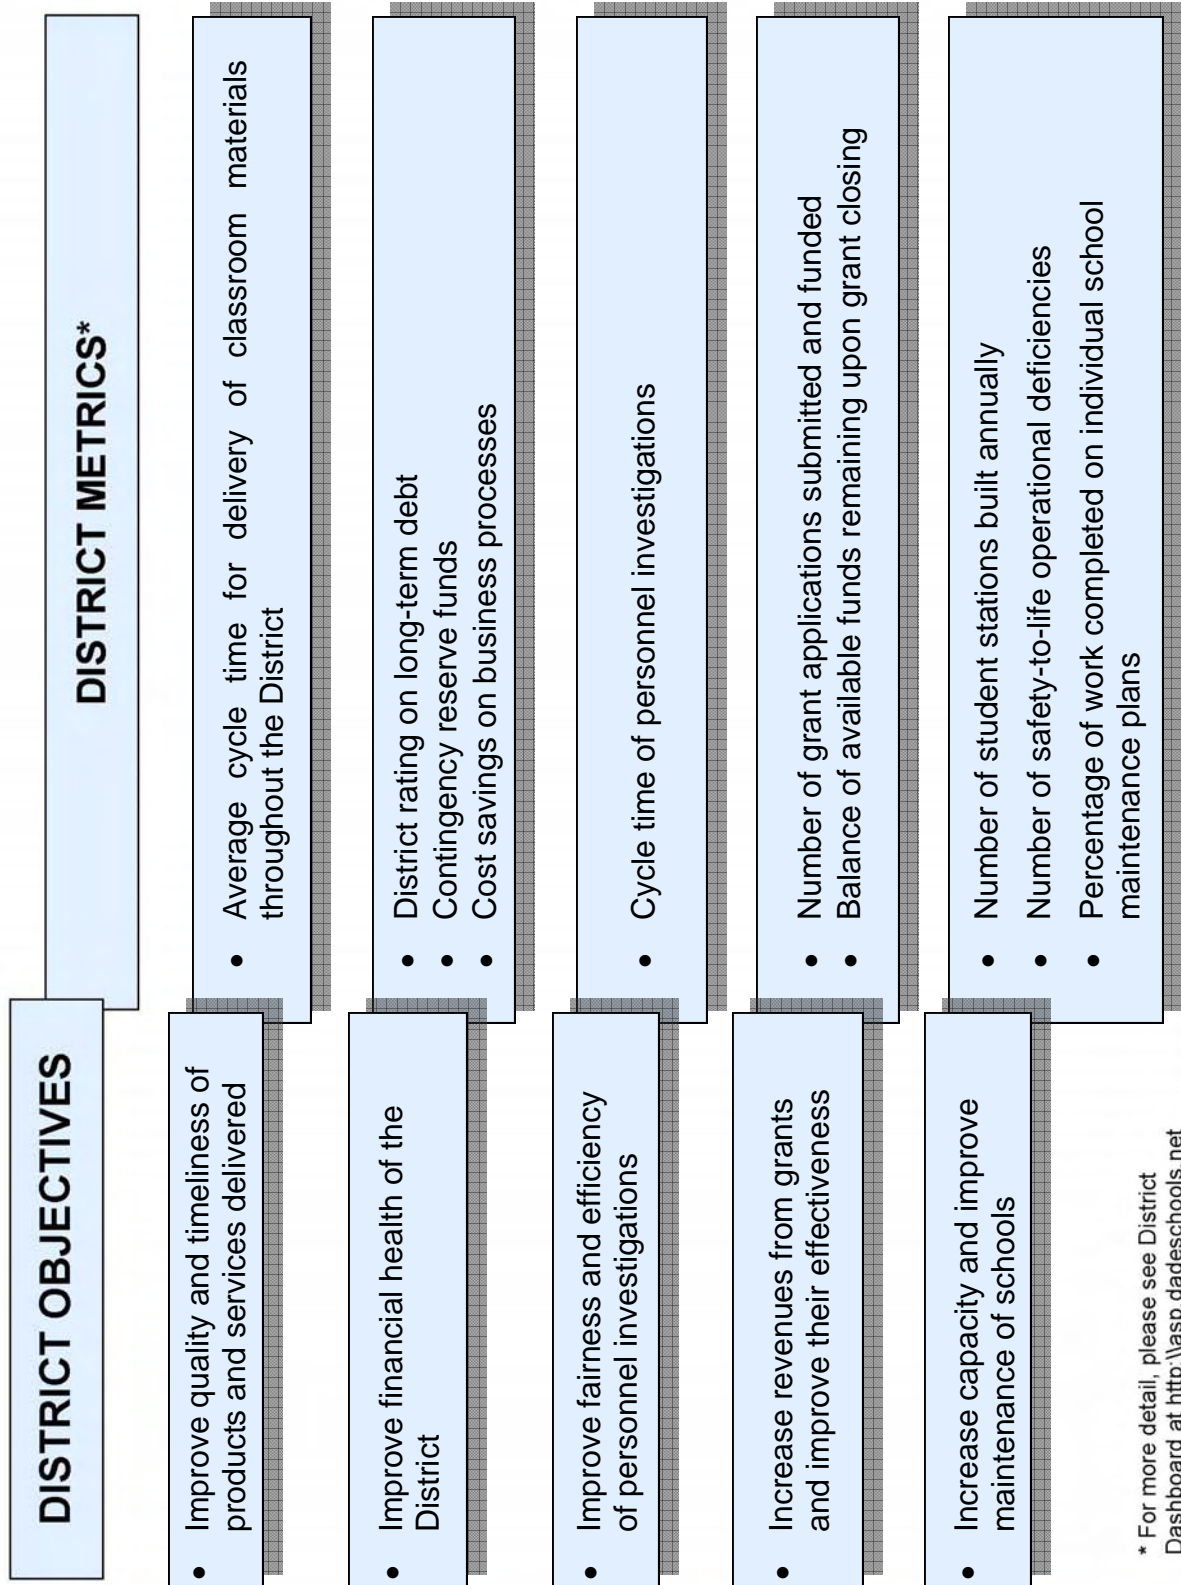 DISTRICT OBJECTIVES
DISTRICT METRICS*
• Improve quality and timeliness of
products and services delivered
• Average cycle time for delivery of classroom materials
throughout the District
• Improve financial health of the
District
• District rating on long-term debt
• Contingency reserve funds
• Cost savings on business processes
• Improve fairness and efficiency
of personnel investigations
• Cycle time of personnel investigations
• Increase revenues from grants
and improve their effectiveness
• Number of grant applications submitted and funded
• Balance of available funds remaining upon grant closing
• Increase capacity and improve
maintenance of schools
• Number of student stations built annually
• Number of safety-to-life operational deficiencies
• Percentage of work completed on individual school
maintenance plans
* For more detail, please see District
Dashboard at http:\\asp.dadeschools.net